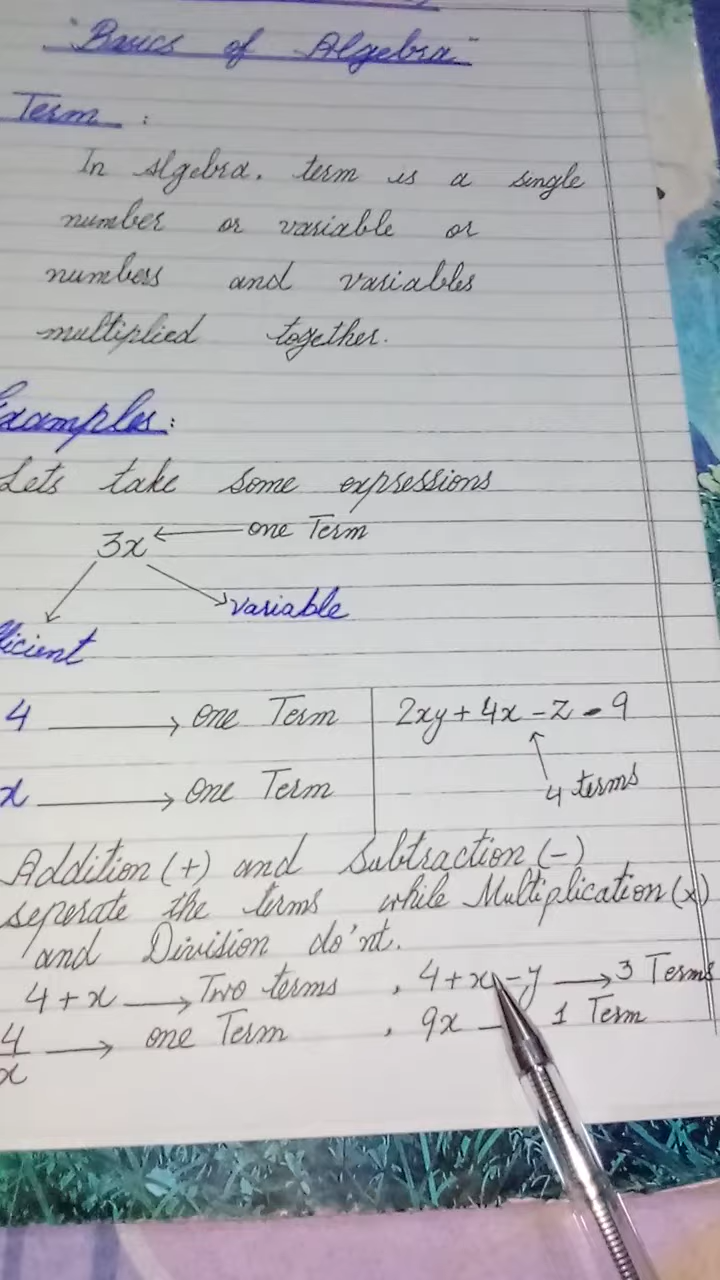 "Basics of Algebra"
Term :
In algebra, term is a single
number or variable or
numbers and variables
multiplied together.
Examples:
Lets take some expressions
3x ← one Term
variable
efficient
4 → one Term
2xy + 4x - z - 9
x → one Term
4 terms
Addition (+) and Subtraction (-)
seperate the terms while Multiplication (x)
and Division do'nt.
4 + x → Two terms , 4 + x - y → 3 Terms
4/x → one Term , 9x → 1 Term